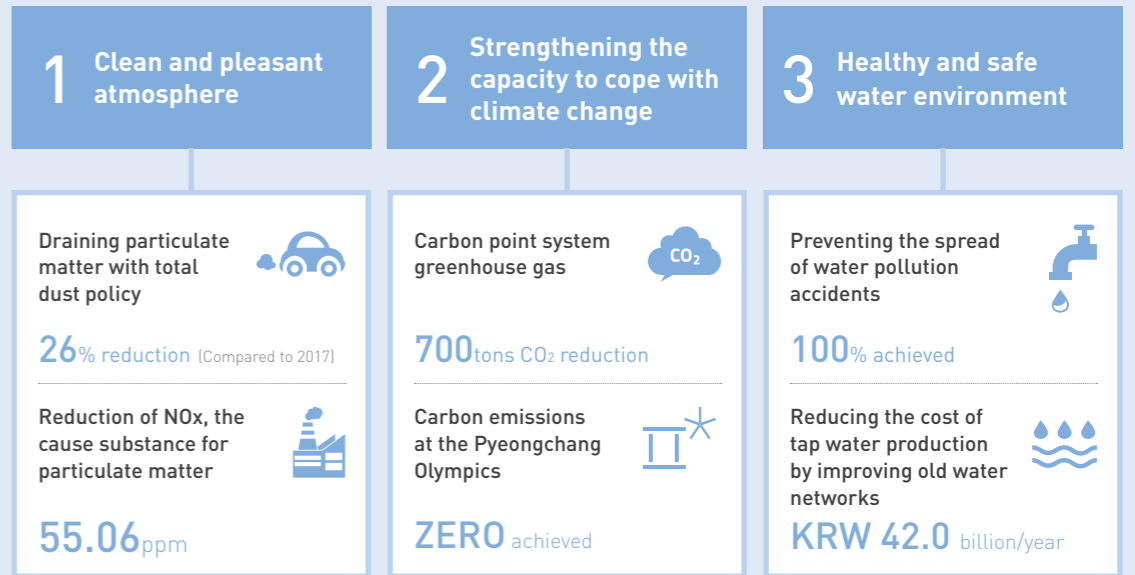 1
Clean and pleasant
atmosphere
Draining particulate
matter with total
dust policy
26% reduction (Compared to 2017)
Reduction of NOx, the
cause substance for
particulate matter
55.06ppm
2
Strengthening the
capacity to cope with
climate change
Carbon point system
greenhouse gas
CO₂
700tons CO₂ reduction
Carbon emissions
at the Pyeongchang
Olympics
ZERO achieved
3
Healthy and safe
water environment
Preventing the spread
of water pollution
accidents
100% achieved
Reducing the cost of
tap water production
by improving old water
networks
KRW 42.0 billion/year